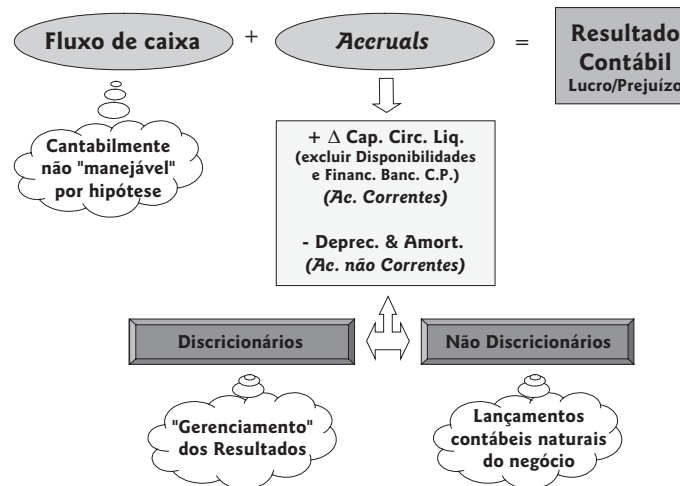 Fluxo de caixa + Accruals =
Resultado
Contábil
Lucro/Prejuízo
Cantabilmente
não "manejável"
por hipótese
+ Δ Cap. Circ. Liq.
(excluir Disponibilidades
e Financ. Banc. C.P.)
(Ac. Correntes)
- Deprec. & Amort.
(Ac. não Correntes)
Discricionários
Não Discricionários
"Gerenciamento"
dos Resultados
Lançamentos
contábeis naturais
do negócio